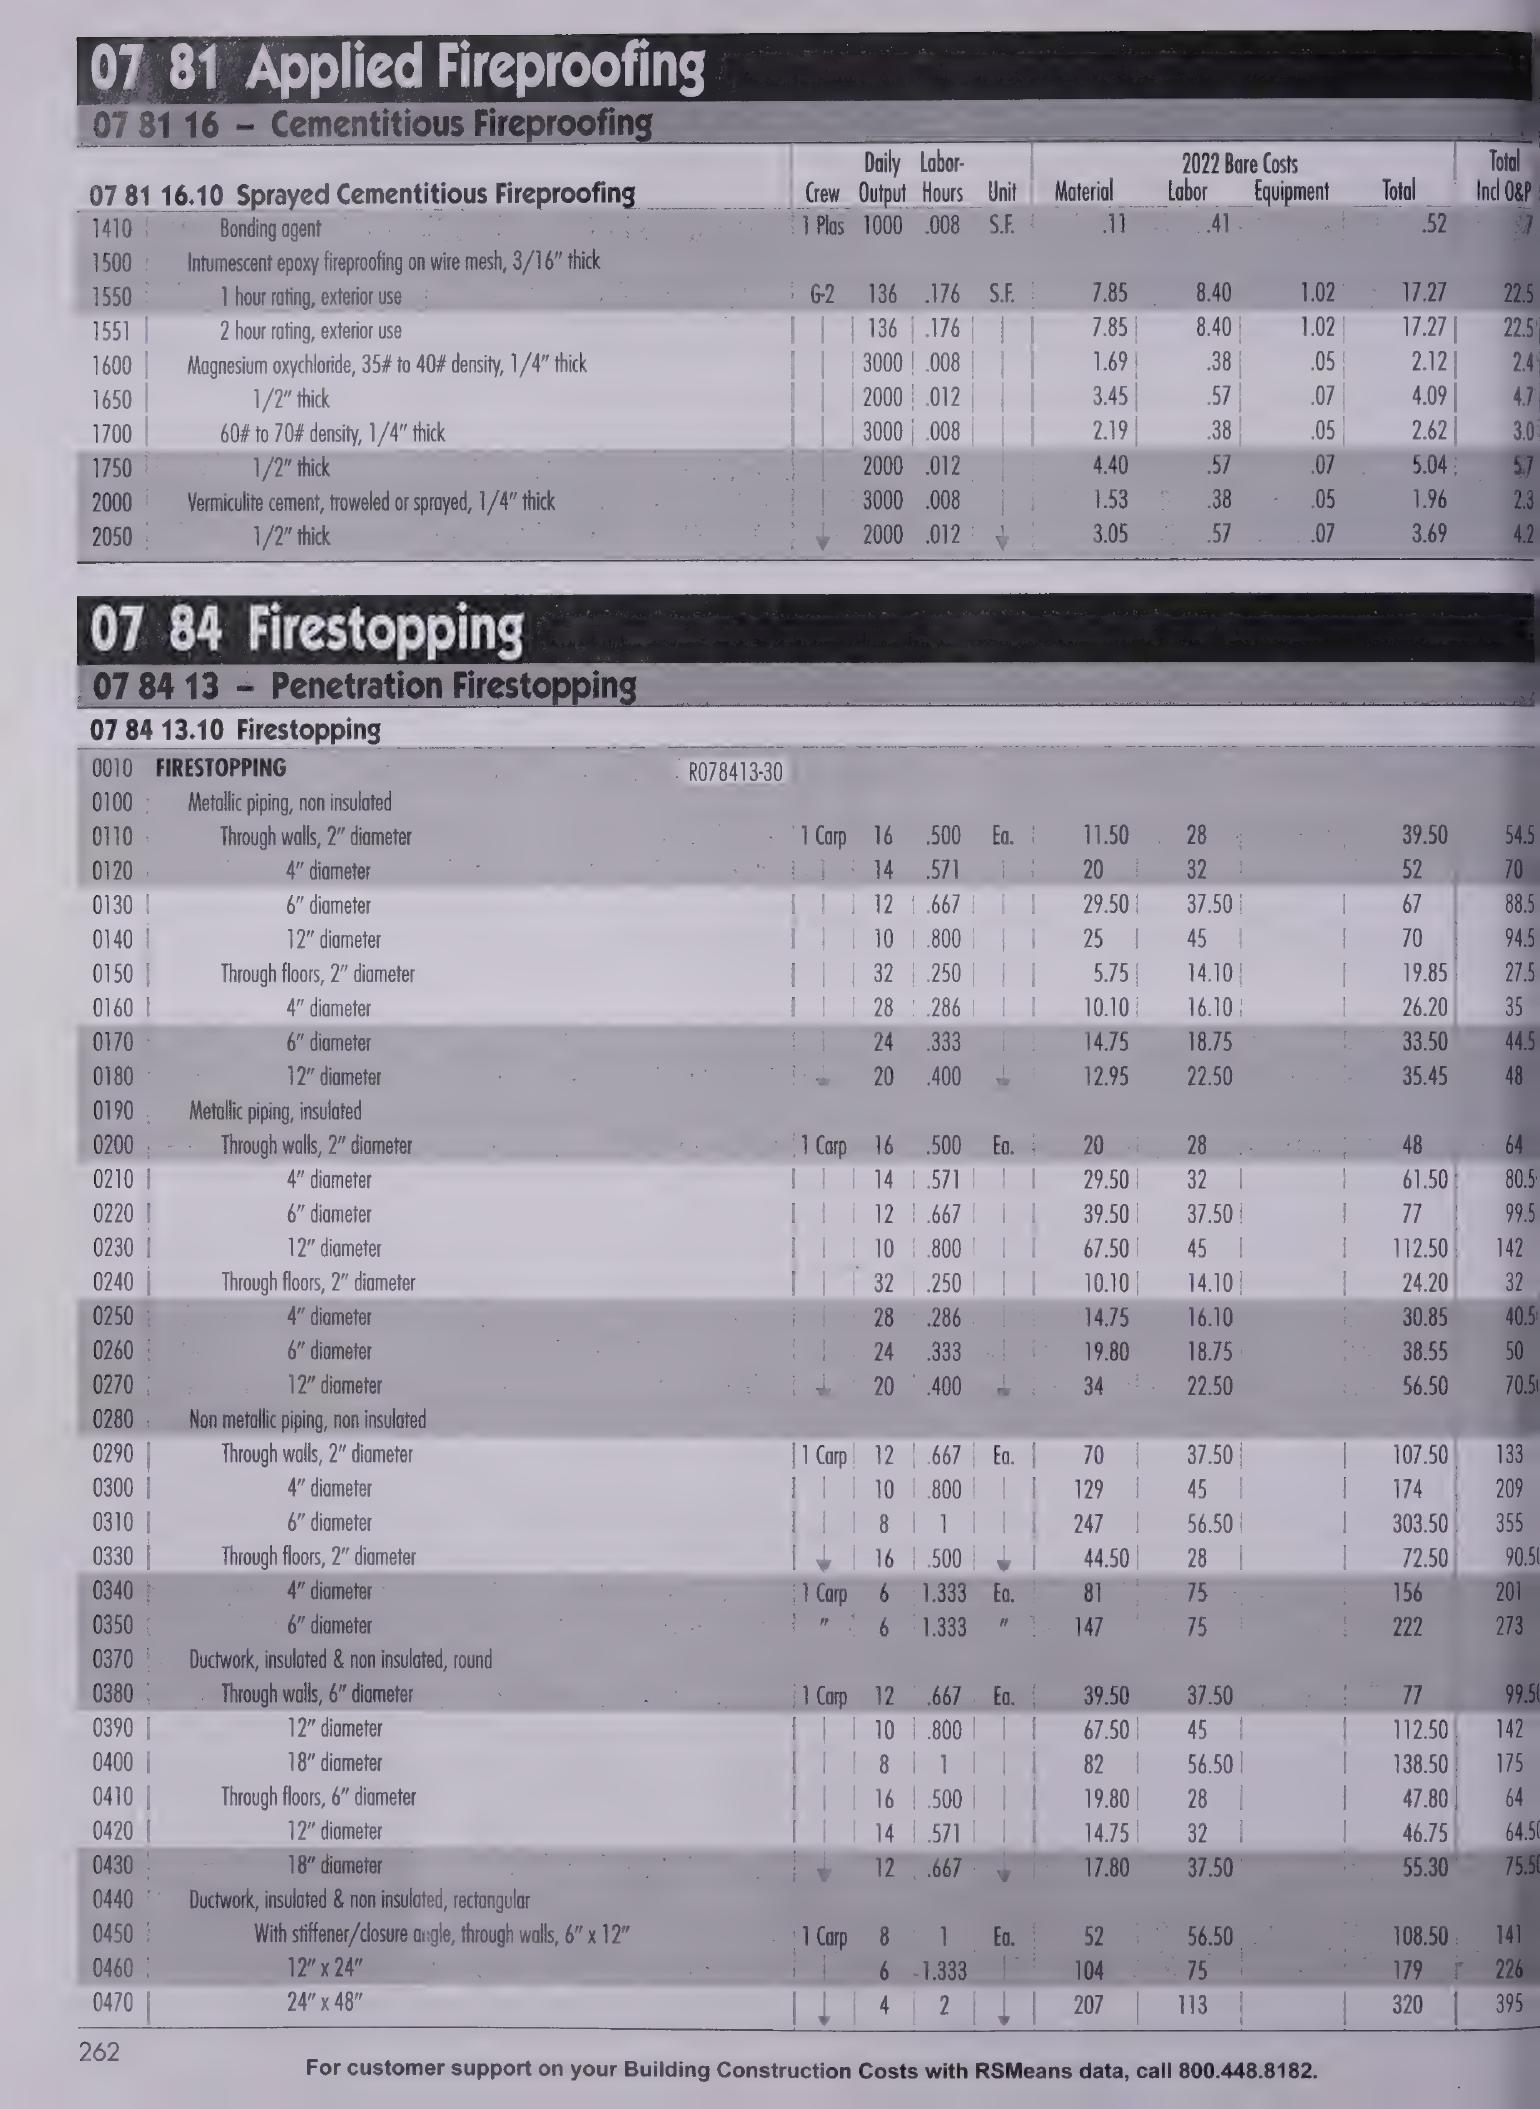 07 81 Applied Fireproofing
07 81 16 – Cementitious Fireproofing
Daily Labor- 2022 Bare Costs Total
07 81 16.10 Sprayed Cementitious Fireproofing Crew Output Hours Unit Material Labor Equipment Total Incl O&P
1410 Bonding agent 1 Plas 1000 .008 S.F. .11 .41 .52
1500 Intumescent epoxy fireproofing on wire mesh, 3/16" thick
1550 1 hour rating, exterior use G-2 136 .176 S.F. 7.85 8.40 1.02 17.27 22.5
1551 2 hour rating, exterior use 136 .176 7.85 8.40 1.02 17.27 22.5
1600 Magnesium oxychloride, 35# to 40# density, 1/4" thick 3000 .008 1.69 .38 .05 2.12 2.4
1650 1/2" thick 2000 .012 3.45 .57 .07 4.09 4.7
1700 60# to 70# density, 1/4" thick 3000 .008 2.19 .38 .05 2.62 3.0
1750 1/2" thick 2000 .012 4.40 .57 .07 5.04 5.7
2000 Vermiculite cement, troweled or sprayed, 1/4" thick 3000 .008 1.53 .38 .05 1.96 2.3
2050 1/2" thick 2000 .012 3.05 .57 .07 3.69 4.2
07 84 Firestopping
07 84 13 – Penetration Firestopping
07 84 13.10 Firestopping
0010 FIRESTOPPING R078413-30
0100 Metallic piping, non insulated
0110 Through walls, 2" diameter 1 Carp 16 .500 Ea. 11.50 28 39.50 54.5
0120 4" diameter 14 .571 20 32 52 70
0130 6" diameter 12 .667 29.50 37.50 67 88.5
0140 12" diameter 10 .800 25 45 70 94.5
0150 Through floors, 2" diameter 32 .250 5.75 14.10 19.85 27.5
0160 4" diameter 28 .286 10.10 16.10 26.20 35
0170 6" diameter 24 .333 14.75 18.75 33.50 44.5
0180 12" diameter 20 .400 12.95 22.50 35.45 48
0190 Metallic piping, insulated
0200 Through walls, 2" diameter 1 Carp 16 .500 Ea. 20 28 48 64
0210 4" diameter 14 .571 29.50 32 61.50 80.5
0220 6" diameter 12 .667 39.50 37.50 77 99.5
0230 12" diameter 10 .800 67.50 45 112.50 142
0240 Through floors, 2" diameter 32 .250 10.10 14.10 24.20 32
0250 4" diameter 28 .286 14.75 16.10 30.85 40.5
0260 6" diameter 24 .333 19.80 18.75 38.55 50
0270 12" diameter 20 .400 34 22.50 56.50 70.5
0280 Non metallic piping, non insulated
0290 Through walls, 2" diameter 1 Carp 12 .667 Ea. 70 37.50 107.50 133
0300 4" diameter 10 .800 129 45 174 209
0310 6" diameter 8 1 247 56.50 303.50 355
0330 Through floors, 2" diameter 16 .500 44.50 28 72.50 90.50
0340 4" diameter 1 Carp 6 1.333 Ea. 81 75 156 201
0350 6" diameter " 6 1.333 " 147 75 222 273
0370 Ductwork, insulated & non insulated, round
0380 Through walls, 6" diameter 1 Carp 12 .667 Ea. 39.50 37.50 77 99.50
0390 12" diameter 10 .800 67.50 45 112.50 142
0400 18" diameter 8 1 82 56.50 138.50 175
0410 Through floors, 6" diameter 16 .500 19.80 28 47.80 64
0420 12" diameter 14 .571 14.75 32 46.75 64.50
0430 18" diameter 12 .667 17.80 37.50 55.30 75.50
0440 Ductwork, insulated & non insulated, rectangular
0450 With stiffener/closure angle, through walls, 6" x 12" 1 Carp 8 1 Ea. 52 56.50 108.50 141
0460 12" x 24" 6 1.333 104 75 179 226
0470 24" x 48" 4 2 207 113 320 395
262
For customer support on your Building Construction Costs with RSMeans data, call 800.448.8182.